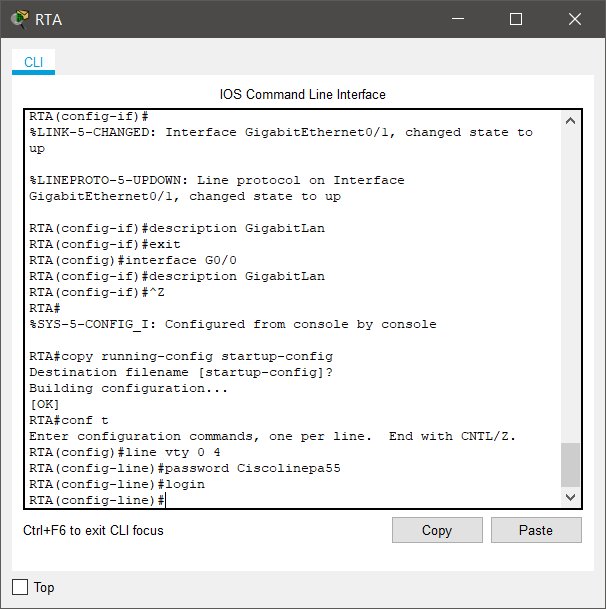 RTA
CLI
IOS Command Line Interface
RTA(config-if)#
%LINK-5-CHANGED: Interface GigabitEthernet0/1, changed state to
up
%LINEPROTO-5-UPDOWN: Line protocol on Interface
GigabitEthernet0/1, changed state to up
RTA(config-if)#description GigabitLan
RTA(config-if)#exit
RTA(config)#interface G0/0
RTA(config-if)#description GigabitLan
RTA(config-if)#^Z
RTA#
%SYS-5-CONFIG_I: Configured from console by console
RTA#copy running-config startup-config
Destination filename [startup-config]?
Building configuration...
[OK]
RTA#conf t
Enter configuration commands, one per line.  End with CNTL/Z.
RTA(config)#line vty 0 4
RTA(config-line)#password Ciscolinepa55
RTA(config-line)#login
RTA(config-line)#
Ctrl+F6 to exit CLI focus
Copy
Paste
Top